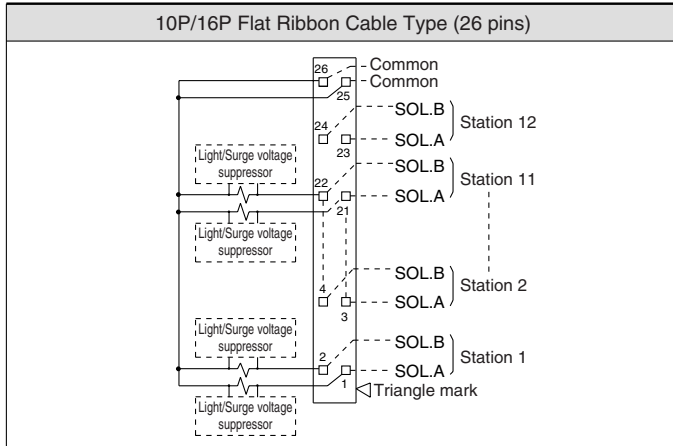 10P/16P Flat Ribbon Cable Type (26 pins)
26
Common
Common
25
24
SOL.B
Station 12
SOL.A
23
Light/Surge voltage
suppressor
22
SOL.B
Station 11
SOL.A
21
Light/Surge voltage
suppressor
4
SOL.B
Station 2
SOL.A
3
Light/Surge voltage
suppressor
2
SOL.B
Station 1
SOL.A
1
Triangle mark
Light/Surge voltage
suppressor